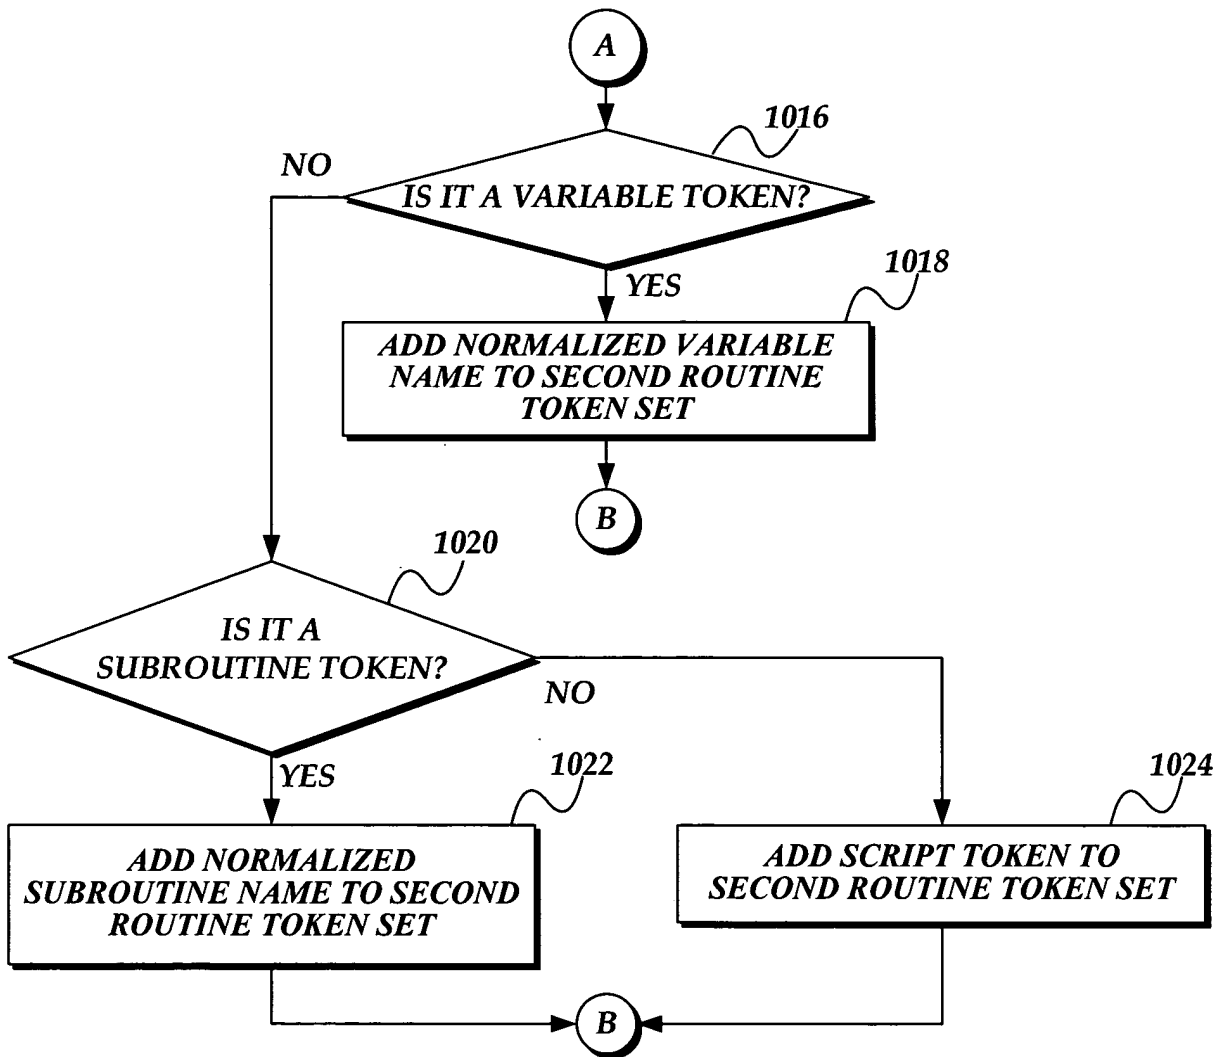 A
1016
NO
IS IT A VARIABLE TOKEN?
YES
1018
ADD NORMALIZED VARIABLE
NAME TO SECOND ROUTINE
TOKEN SET
B
1020
IS IT A
SUBROUTINE TOKEN?
NO
YES
1022
1024
ADD NORMALIZED
SUBROUTINE NAME TO SECOND
ROUTINE TOKEN SET
ADD SCRIPT TOKEN TO
SECOND ROUTINE TOKEN SET
B